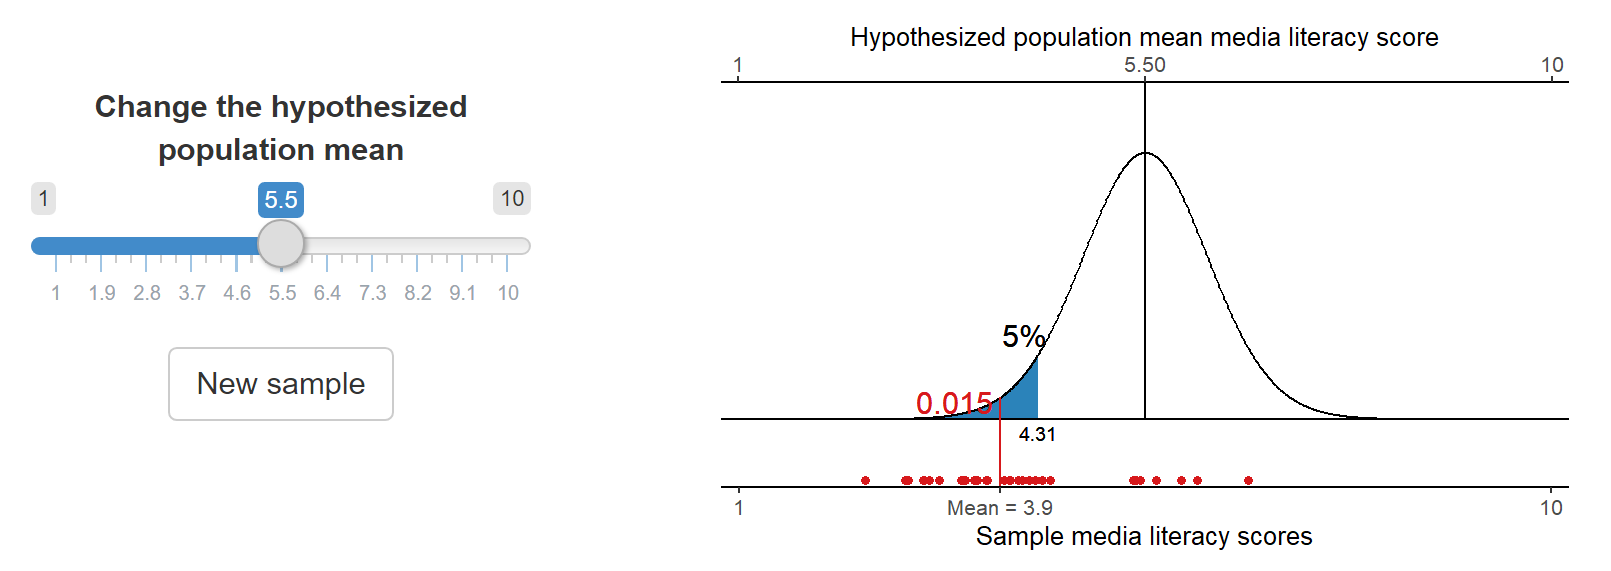 Change the hypothesized
population mean
1
5.5
10
1 1.9 2.8 3.7 4.6 5.5 6.4 7.3 8.2 9.1 10
New sample
Hypothesized population mean media literacy score
1 5.50 10
5%
0.015
4.31
1 Mean = 3.9 10
Sample media literacy scores